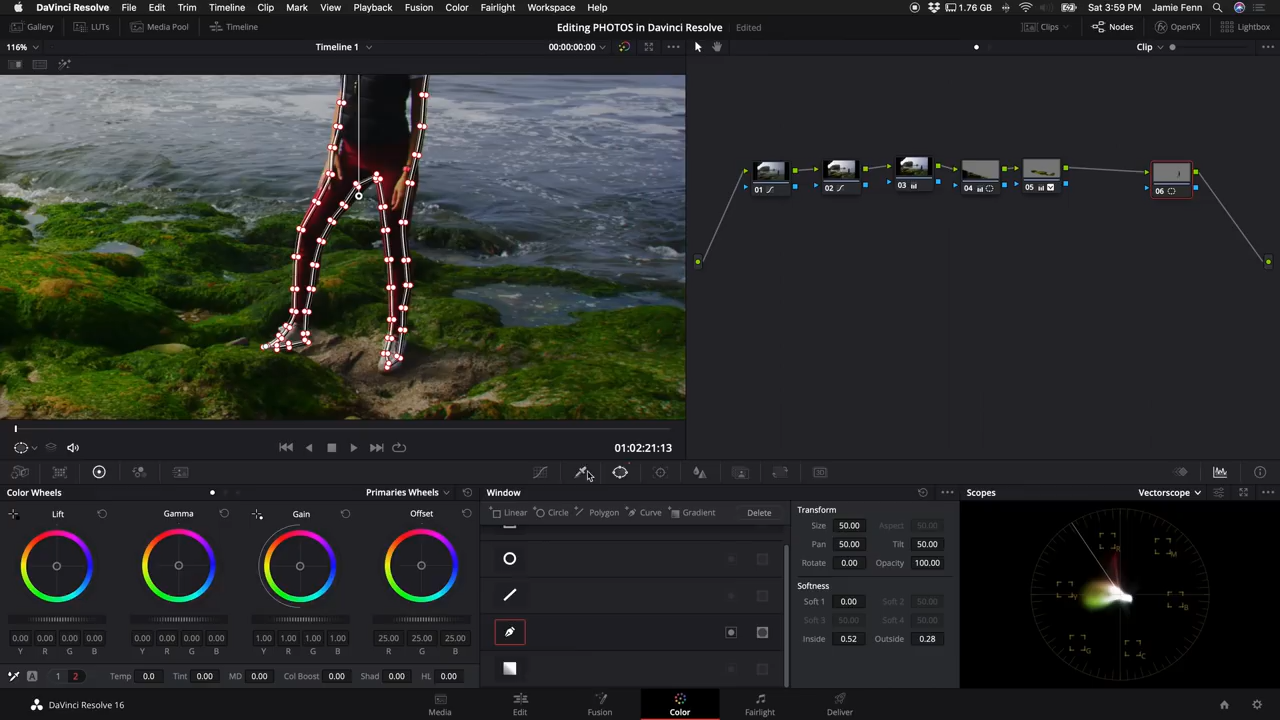 DaVinci Resolve File Edit Trim Timeline Clip Mark View Playback Fusion Color Fairlight Workspace Help 1.76 GB Sat 3:59 PM Jamie Fenn
Gallery LUTs Media Pool Timeline Editing PHOTOS in Davinci Resolve Edited Clips Nodes OpenFX Lightbox
116% Timeline 1 00:00:00:00 Clip
01 02 03 04 05 06
01:02:21:13
Color Wheels Primaries Wheels Window Scopes Vectorscope
Lift Gamma Gain Offset
Linear Circle Polygon Curve Gradient Delete
0.00 0.00 0.00 0.00 0.00 0.00 0.00 0.00 1.00 1.00 1.00 1.00 25.00 25.00 25.00
Y R G B Y R G B Y R G B R G B
A 1 2 Temp 0.0 Tint 0.00 MD 0.00 Col Boost 0.00 Shad 0.00 HL 0.00
Transform
Size 50.00 Aspect 50.00
Pan 50.00 Tilt 50.00
Rotate 0.00 Opacity 100.00
Softness
Soft 1 0.00 Soft 2 50.00
Soft 3 50.00 Soft 4 50.00
Inside 0.52 Outside 0.28
R M
Y B
G C
DaVinci Resolve 16 Media Edit Fusion Color Fairlight Deliver